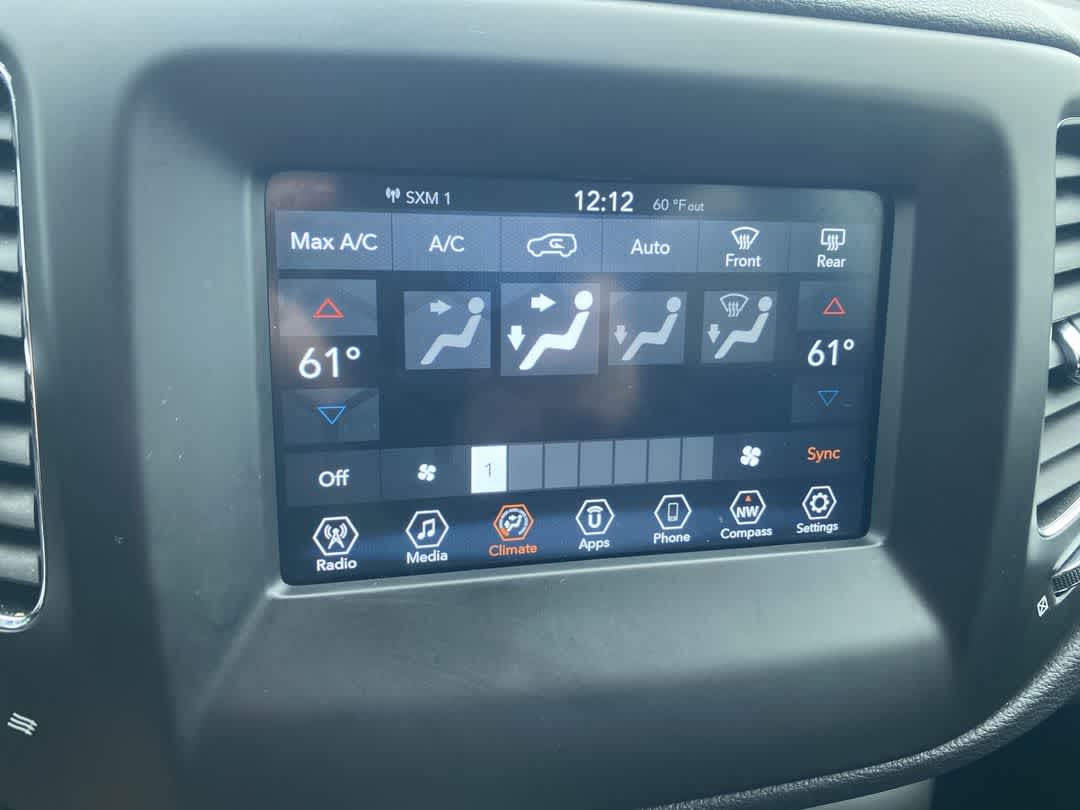 SXM 1 12:12 60 °F out
Max A/C A/C Auto Front Rear
61° 61°
Off 1 Sync
Radio Media Climate Apps Phone NW Compass Settings